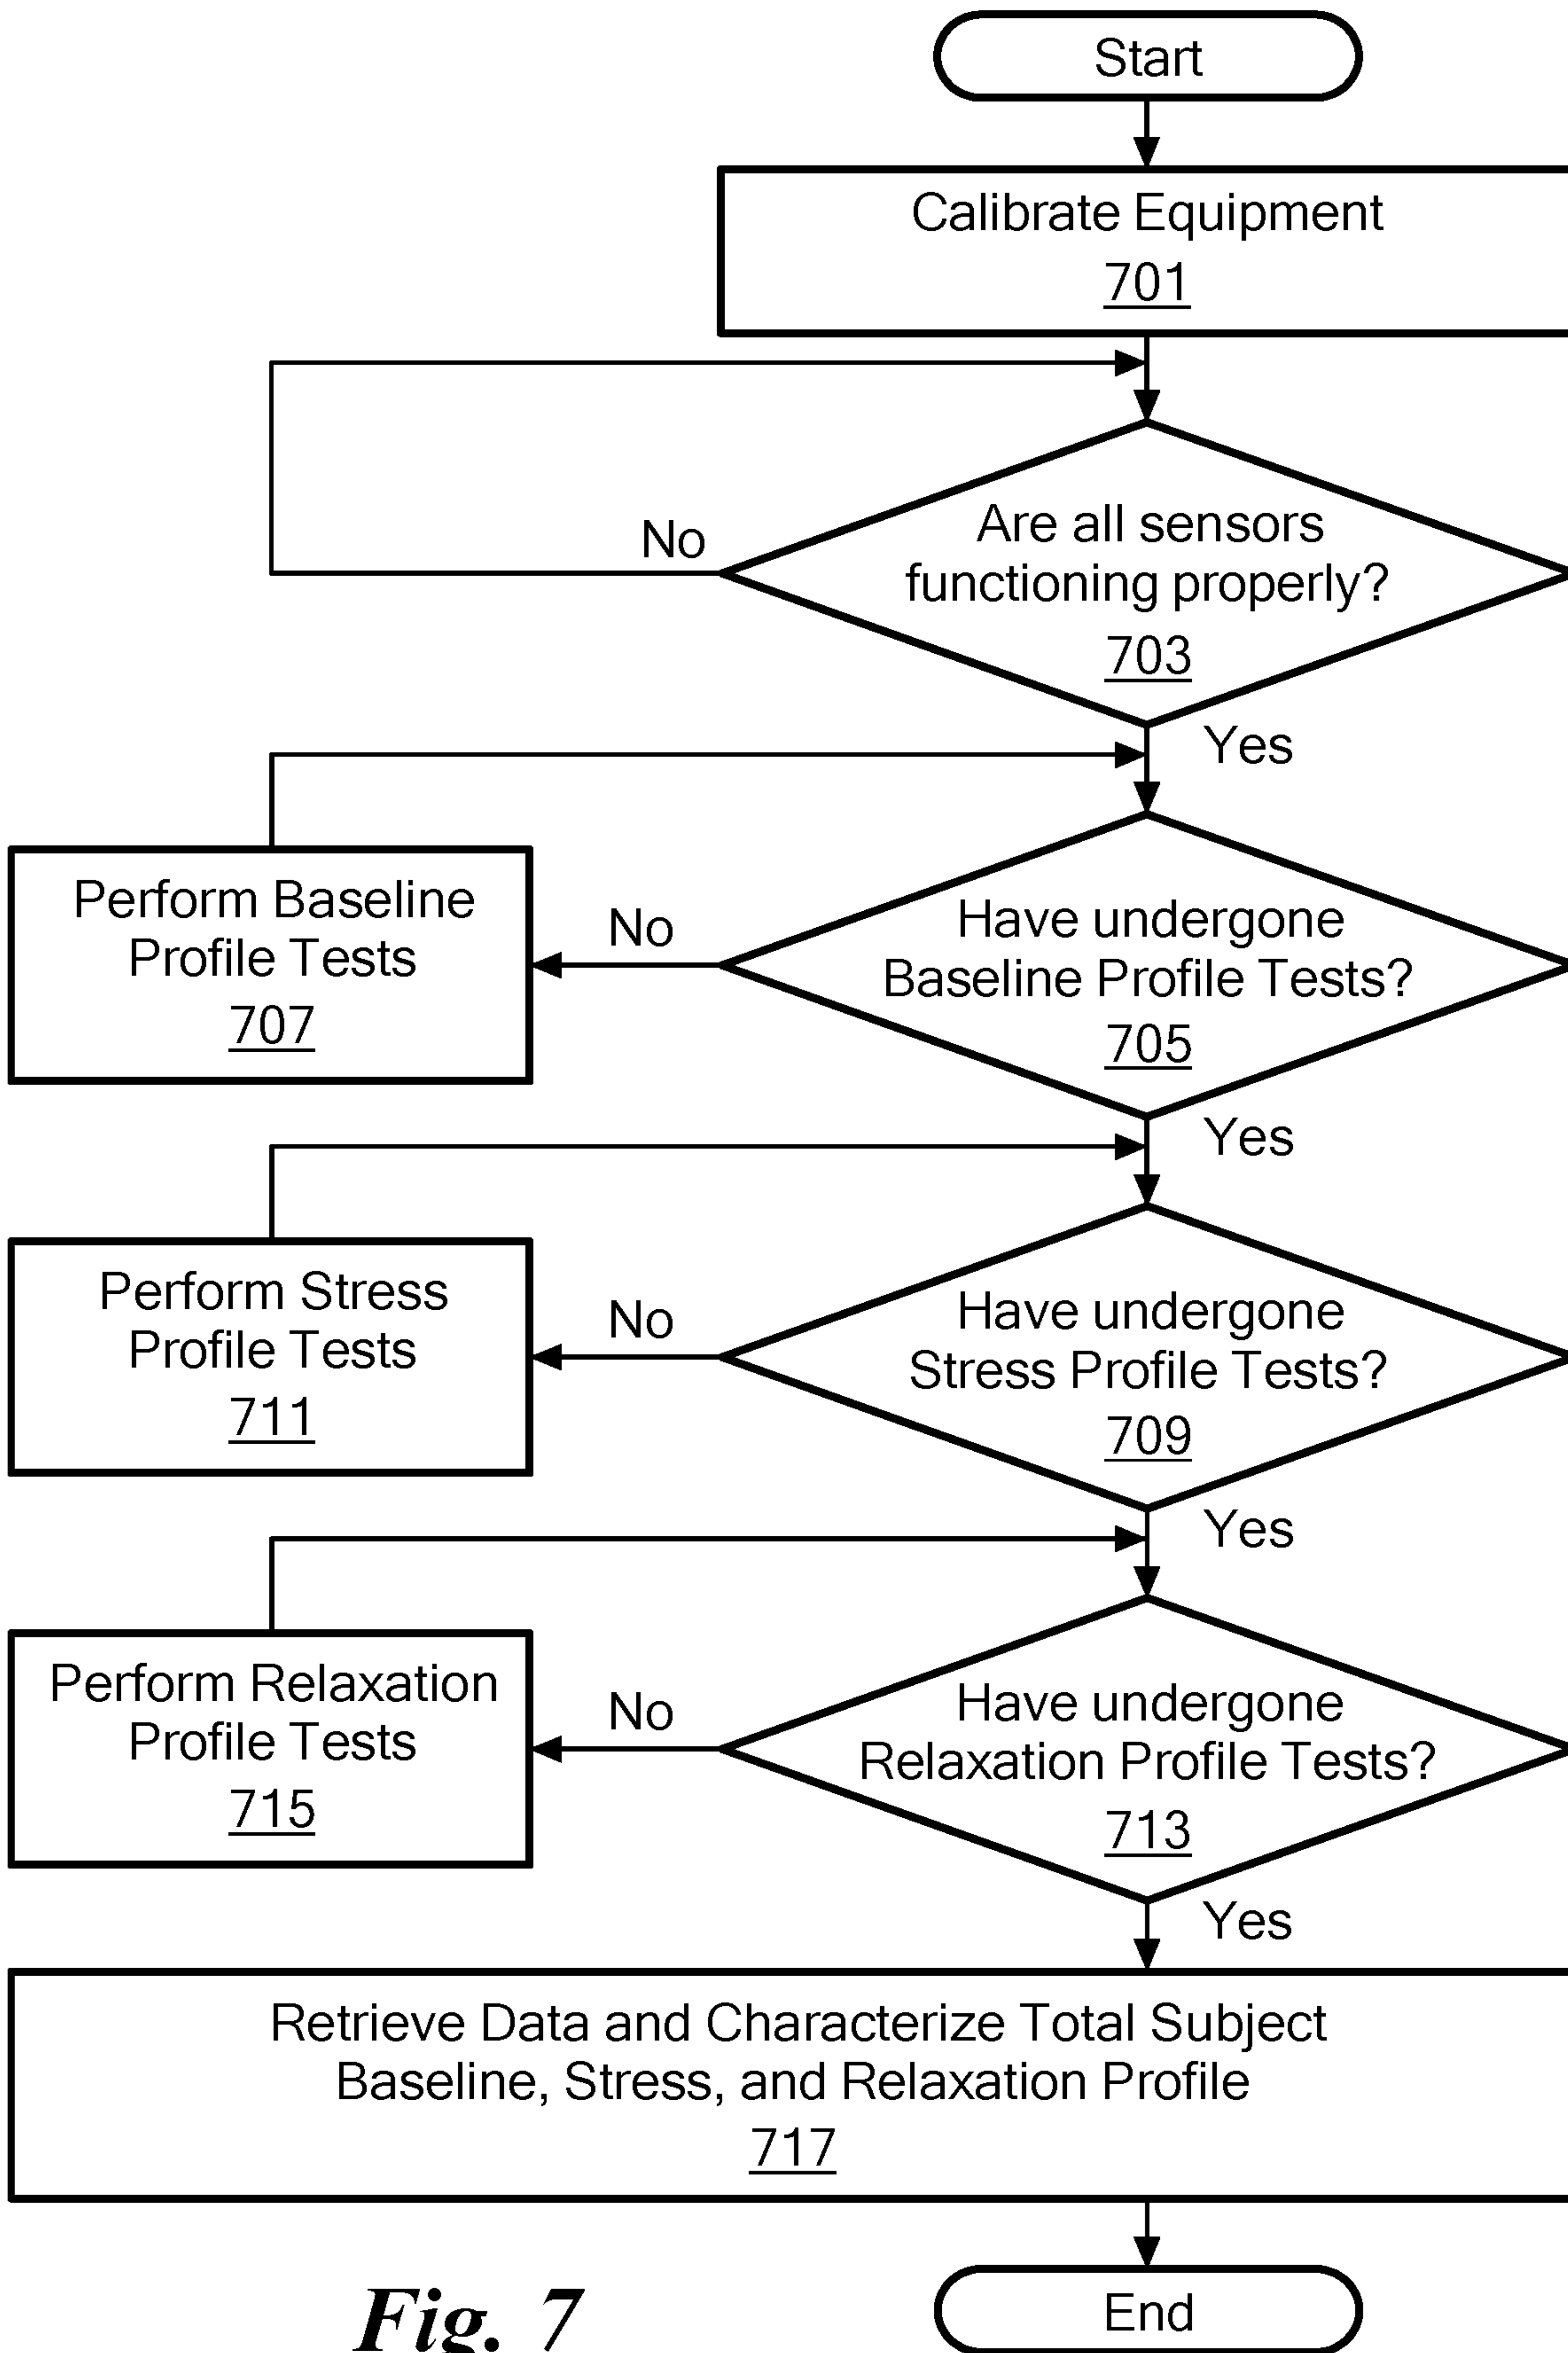 Start
Calibrate Equipment
701
Are all sensors
functioning properly?
703
No
Yes
Have undergone
Baseline Profile Tests?
705
No
Perform Baseline
Profile Tests
707
Yes
Have undergone
Stress Profile Tests?
709
No
Perform Stress
Profile Tests
711
Yes
Have undergone
Relaxation Profile Tests?
713
No
Perform Relaxation
Profile Tests
715
Yes
Retrieve Data and Characterize Total Subject
Baseline, Stress, and Relaxation Profile
717
End
Fig. 7